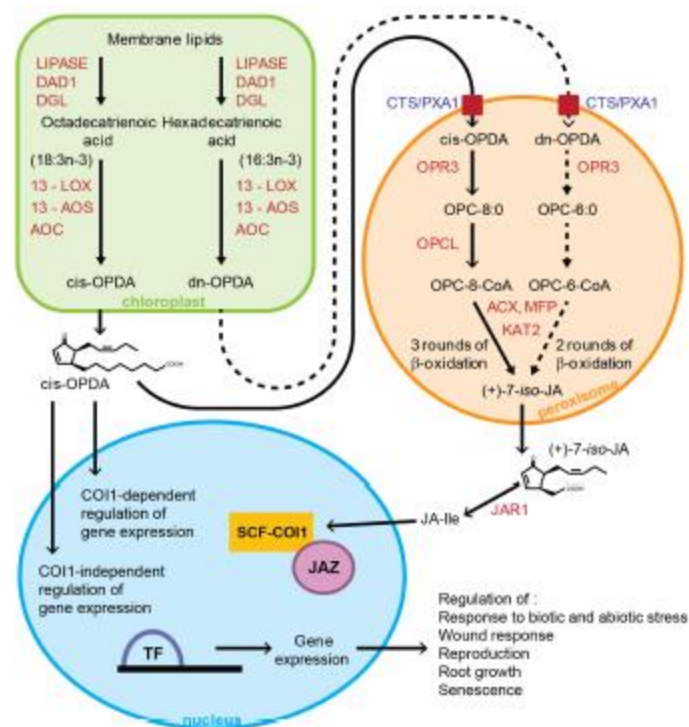 Membrane lipids
LIPASE
DAD1
DGL
LIPASE
DAD1
DGL
Octadecatrienoic
acid
(18:3n-3)
Hexadecatrienoic
acid
(16:3n-3)
13 - LOX
13 - AOS
AOC
13 - LOX
13 - AOS
AOC
cis-OPDA
dn-OPDA
chloroplast
cis-OPDA
CTS/PXA1
CTS/PXA1
cis-OPDA
dn-OPDA
OPR3
OPR3
OPC-8:0
OPC-6:0
OPCL
OPC-8-CoA
OPC-6-CoA
ACX, MFP
KAT2
3 rounds of
β-oxidation
2 rounds of
β-oxidation
(+)-7-iso-JA
peroxisome
(+)-7-iso-JA
JAR1
JA-Ile
COI1-dependent
regulation of
gene expression
COI1-independent
regulation of
gene expression
SCF-COI1
JAZ
TF
Gene
expression
nucleus
Regulation of :
Response to biotic and abiotic stress
Wound response
Reproduction
Root growth
Senescence